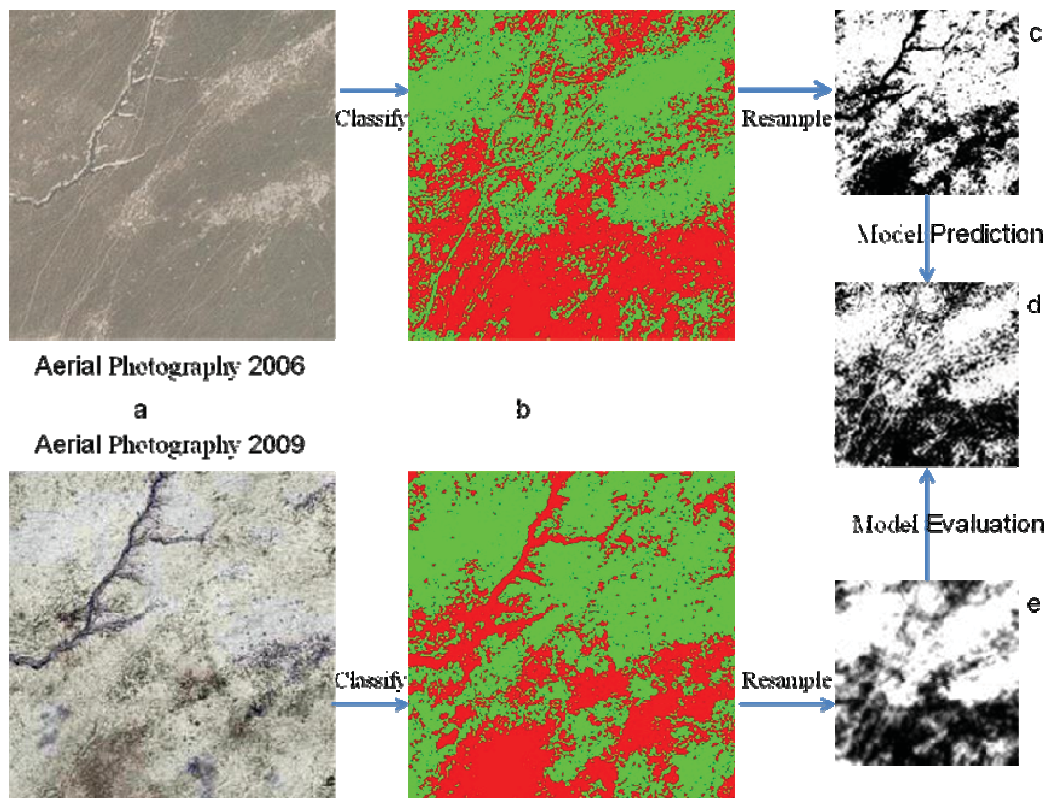 c
Classify
Resample
Model Prediction
d
Aerial Photography 2006
a
b
Aerial Photography 2009
Model Evaluation
e
Classify
Resample